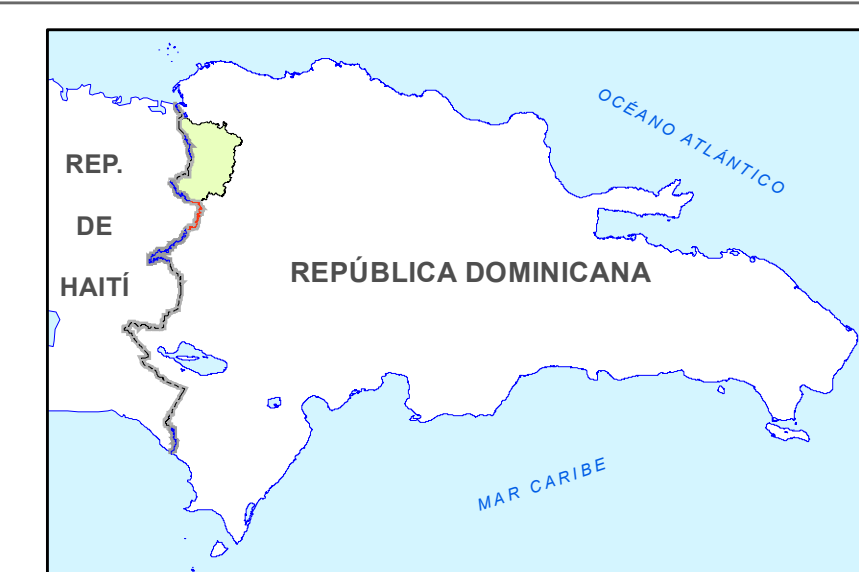 OCÉANO ATLÁNTICO
REP.
DE
HAITÍ
REPÚBLICA DOMINICANA
MAR CARIBE